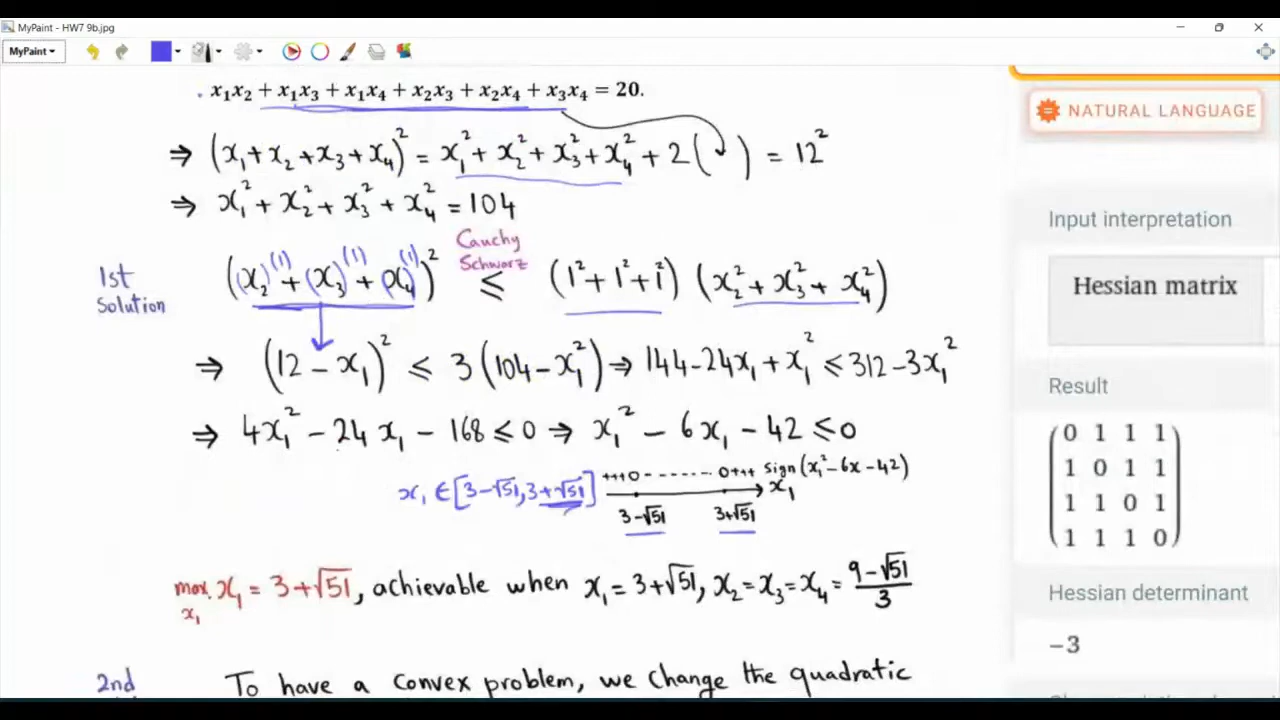 MyPaint - HW7 9b.jpg
MyPaint
x₁x₂ + x₁x₃ + x₁x₄ + x₂x₃ + x₂x₄ + x₃x₄ = 20.
⇒ (x₁+x₂+x₃+x₄)² = x₁² + x₂² + x₃² + x₄² + 2( ) = 12²
⇒ x₁² + x₂² + x₃² + x₄² = 104
1st
Solution
((x₂)(1) + (x₃)(1) + (x₄)(1))² ≤ (1²+1²+1²) (x₂² + x₃² + x₄²)
Cauchy
Schwarz
⇒ (12 – x₁)² ≤ 3(104 – x₁²) ⇒ 144 – 24x₁ + x₁² ≤ 312 – 3x₁²
⇒ 4x₁² – 24x₁ – 168 ≤ 0 ⇒ x₁² – 6x₁ – 42 ≤ 0
+++0-------0+++ sign(x₁²-6x-42)
x₁ ∈ [3-√51, 3+√51] x₁
3-√51 3+√51
max x₁ = 3+√51, achievable when x₁ = 3+√51, x₂=x₃=x₄= (9-√51)/3
x₁
2nd
To have a convex problem, we change the quadratic
NATURAL LANGUAGE
Input interpretation
Hessian matrix
Result
0 1 1 1
1 0 1 1
1 1 0 1
1 1 1 0
Hessian determinant
−3